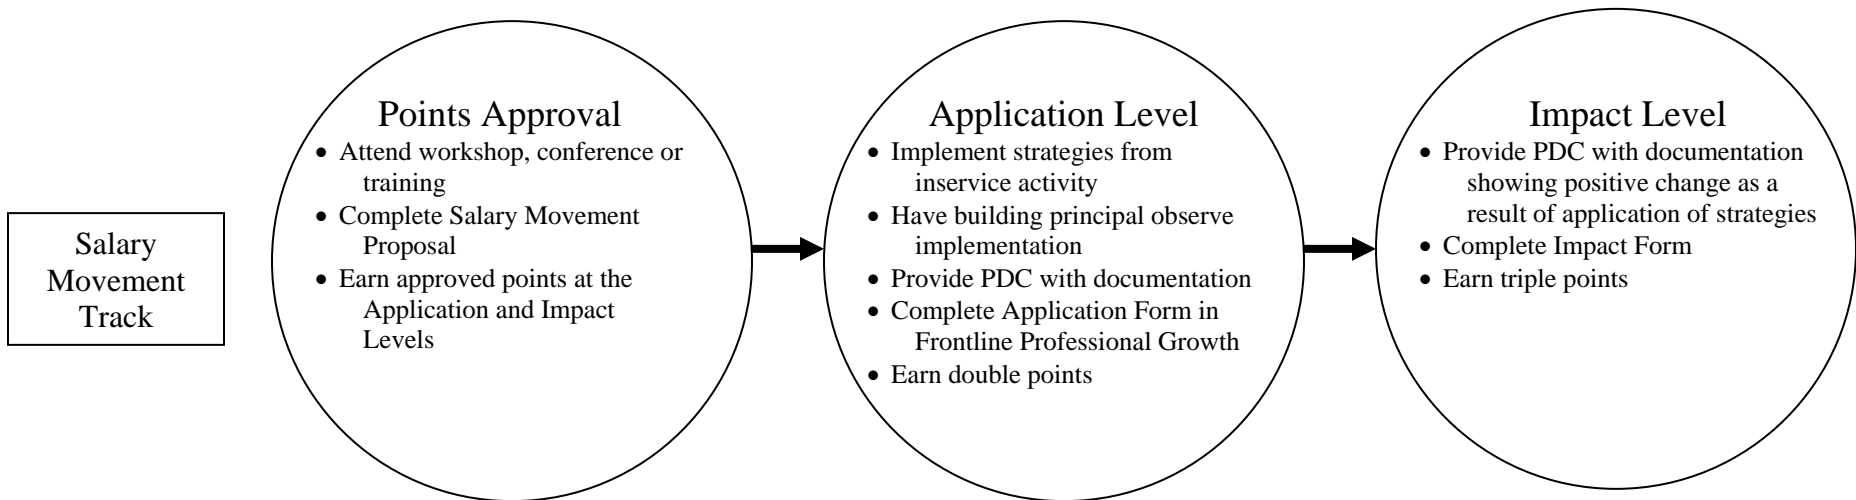 Salary
Movement
Track
Points Approval
• Attend workshop, conference or
training
• Complete Salary Movement
Proposal
• Earn approved points at the
Application and Impact
Levels
Application Level
• Implement strategies from
inservice activity
• Have building principal observe
implementation
• Provide PDC with documentation
• Complete Application Form in
Frontline Professional Growth
• Earn double points
Impact Level
• Provide PDC with documentation
showing positive change as a
result of application of strategies
• Complete Impact Form
• Earn triple points